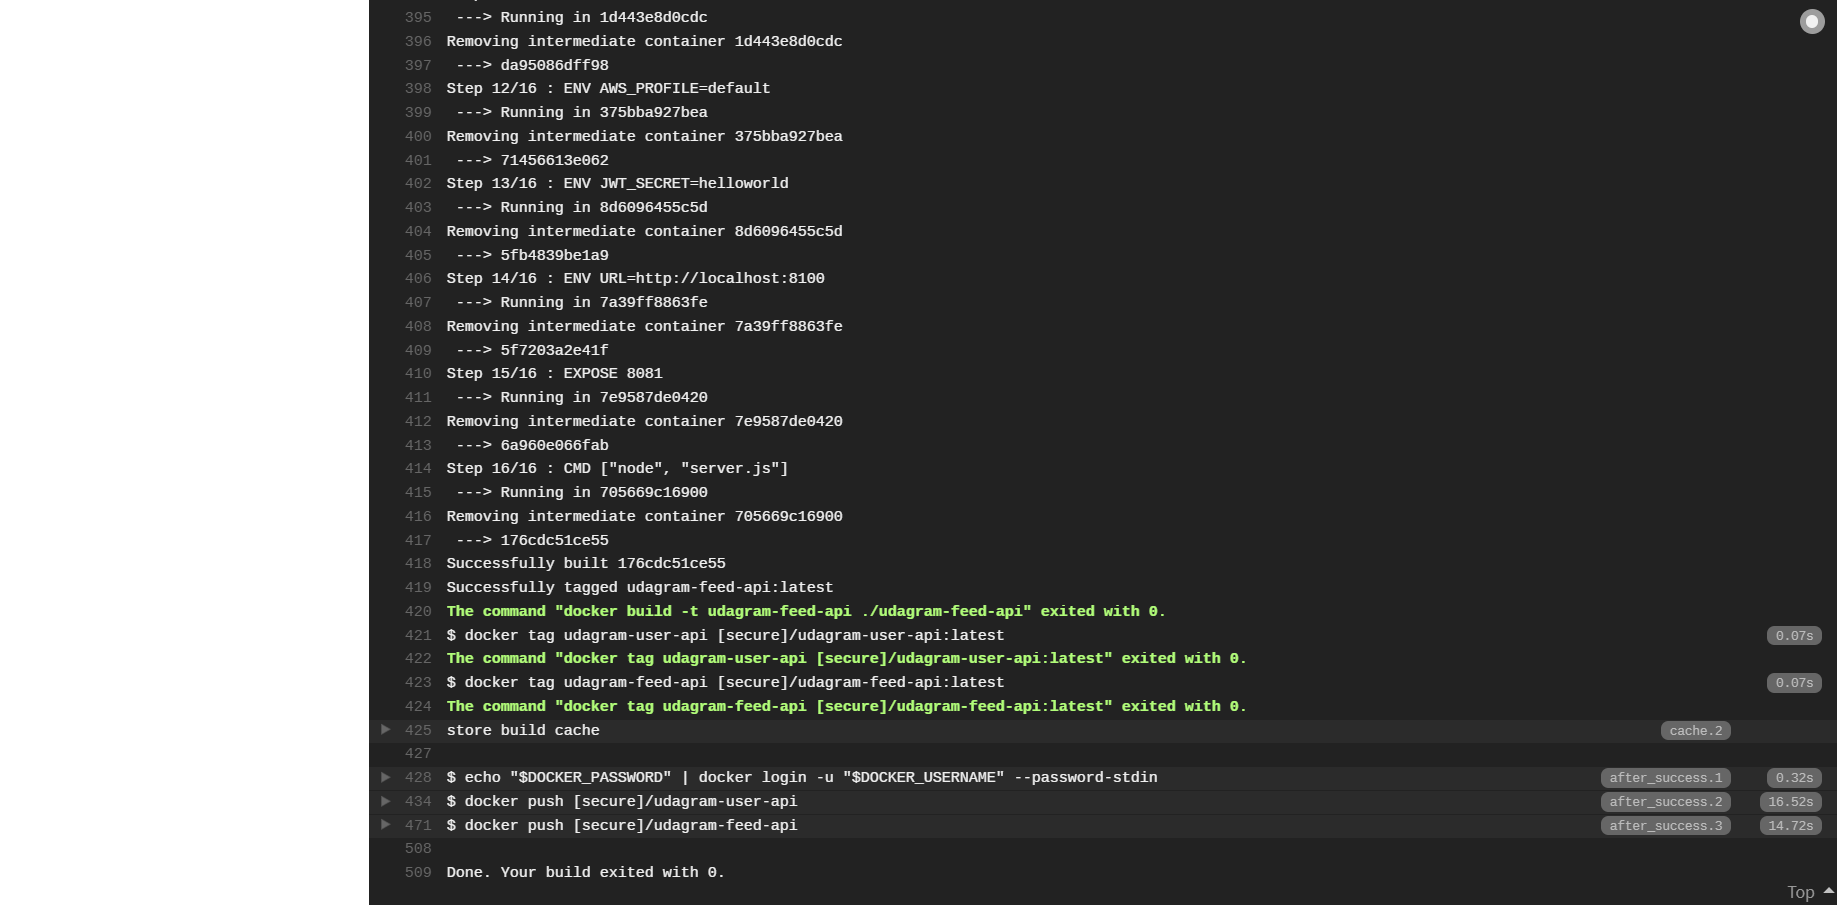 395 ---> Running in 1d443e8d0cdc
396 Removing intermediate container 1d443e8d0cdc
397 ---> da95086dff98
398 Step 12/16 : ENV AWS_PROFILE=default
399 ---> Running in 375bba927bea
400 Removing intermediate container 375bba927bea
401 ---> 71456613e062
402 Step 13/16 : ENV JWT_SECRET=helloworld
403 ---> Running in 8d6096455c5d
404 Removing intermediate container 8d6096455c5d
405 ---> 5fb4839be1a9
406 Step 14/16 : ENV URL=http://localhost:8100
407 ---> Running in 7a39ff8863fe
408 Removing intermediate container 7a39ff8863fe
409 ---> 5f7203a2e41f
410 Step 15/16 : EXPOSE 8081
411 ---> Running in 7e9587de0420
412 Removing intermediate container 7e9587de0420
413 ---> 6a960e066fab
414 Step 16/16 : CMD ["node", "server.js"]
415 ---> Running in 705669c16900
416 Removing intermediate container 705669c16900
417 ---> 176cdc51ce55
418 Successfully built 176cdc51ce55
419 Successfully tagged udagram-feed-api:latest
420 The command "docker build -t udagram-feed-api ./udagram-feed-api" exited with 0.
421 $ docker tag udagram-user-api [secure]/udagram-user-api:latest 0.07s
422 The command "docker tag udagram-user-api [secure]/udagram-user-api:latest" exited with 0.
423 $ docker tag udagram-feed-api [secure]/udagram-feed-api:latest 0.07s
424 The command "docker tag udagram-feed-api [secure]/udagram-feed-api:latest" exited with 0.
425 store build cache cache.2
427
428 $ echo "$DOCKER_PASSWORD" | docker login -u "$DOCKER_USERNAME" --password-stdin after_success.1 0.32s
434 $ docker push [secure]/udagram-user-api after_success.2 16.52s
471 $ docker push [secure]/udagram-feed-api after_success.3 14.72s
508
509 Done. Your build exited with 0.
Top